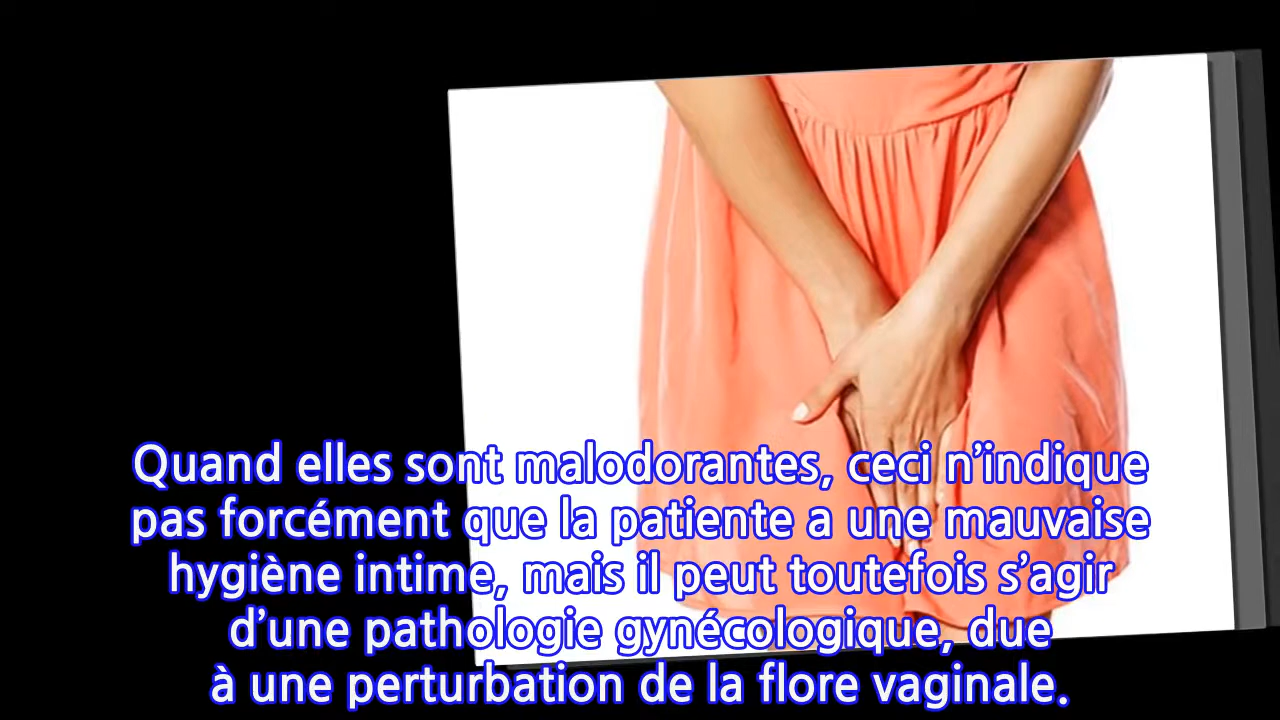 Quand elles sont malodorantes, ceci n’indique
pas forcément que la patiente a une mauvaise
hygiène intime, mais il peut toutefois s’agir
d’une pathologie gynécologique, due
à une perturbation de la flore vaginale.